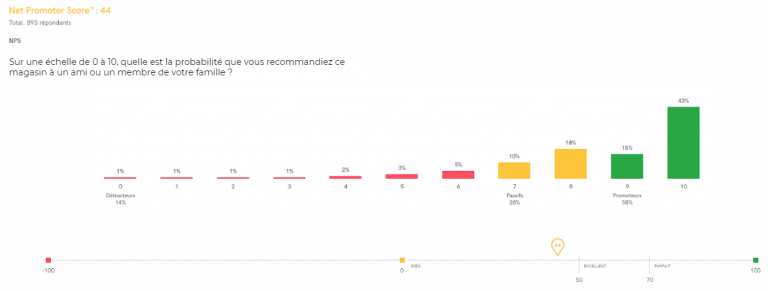 Net Promoter Score™ : 44
Total: 895 répondants
NPS
Sur une échelle de 0 à 10, quelle est la probabilité que vous recommandiez ce
magasin à un ami ou un membre de votre famille ?
43%
18%
15%
10%
5%
3%
2%
1% 1% 1% 1%
0 1 2 3 4 5 6 7 8 9 10
Détracteurs Passifs Promoteurs
14% 28% 58%
44
BIEN EXCELLENT PARFAIT
-100 0 50 70 100